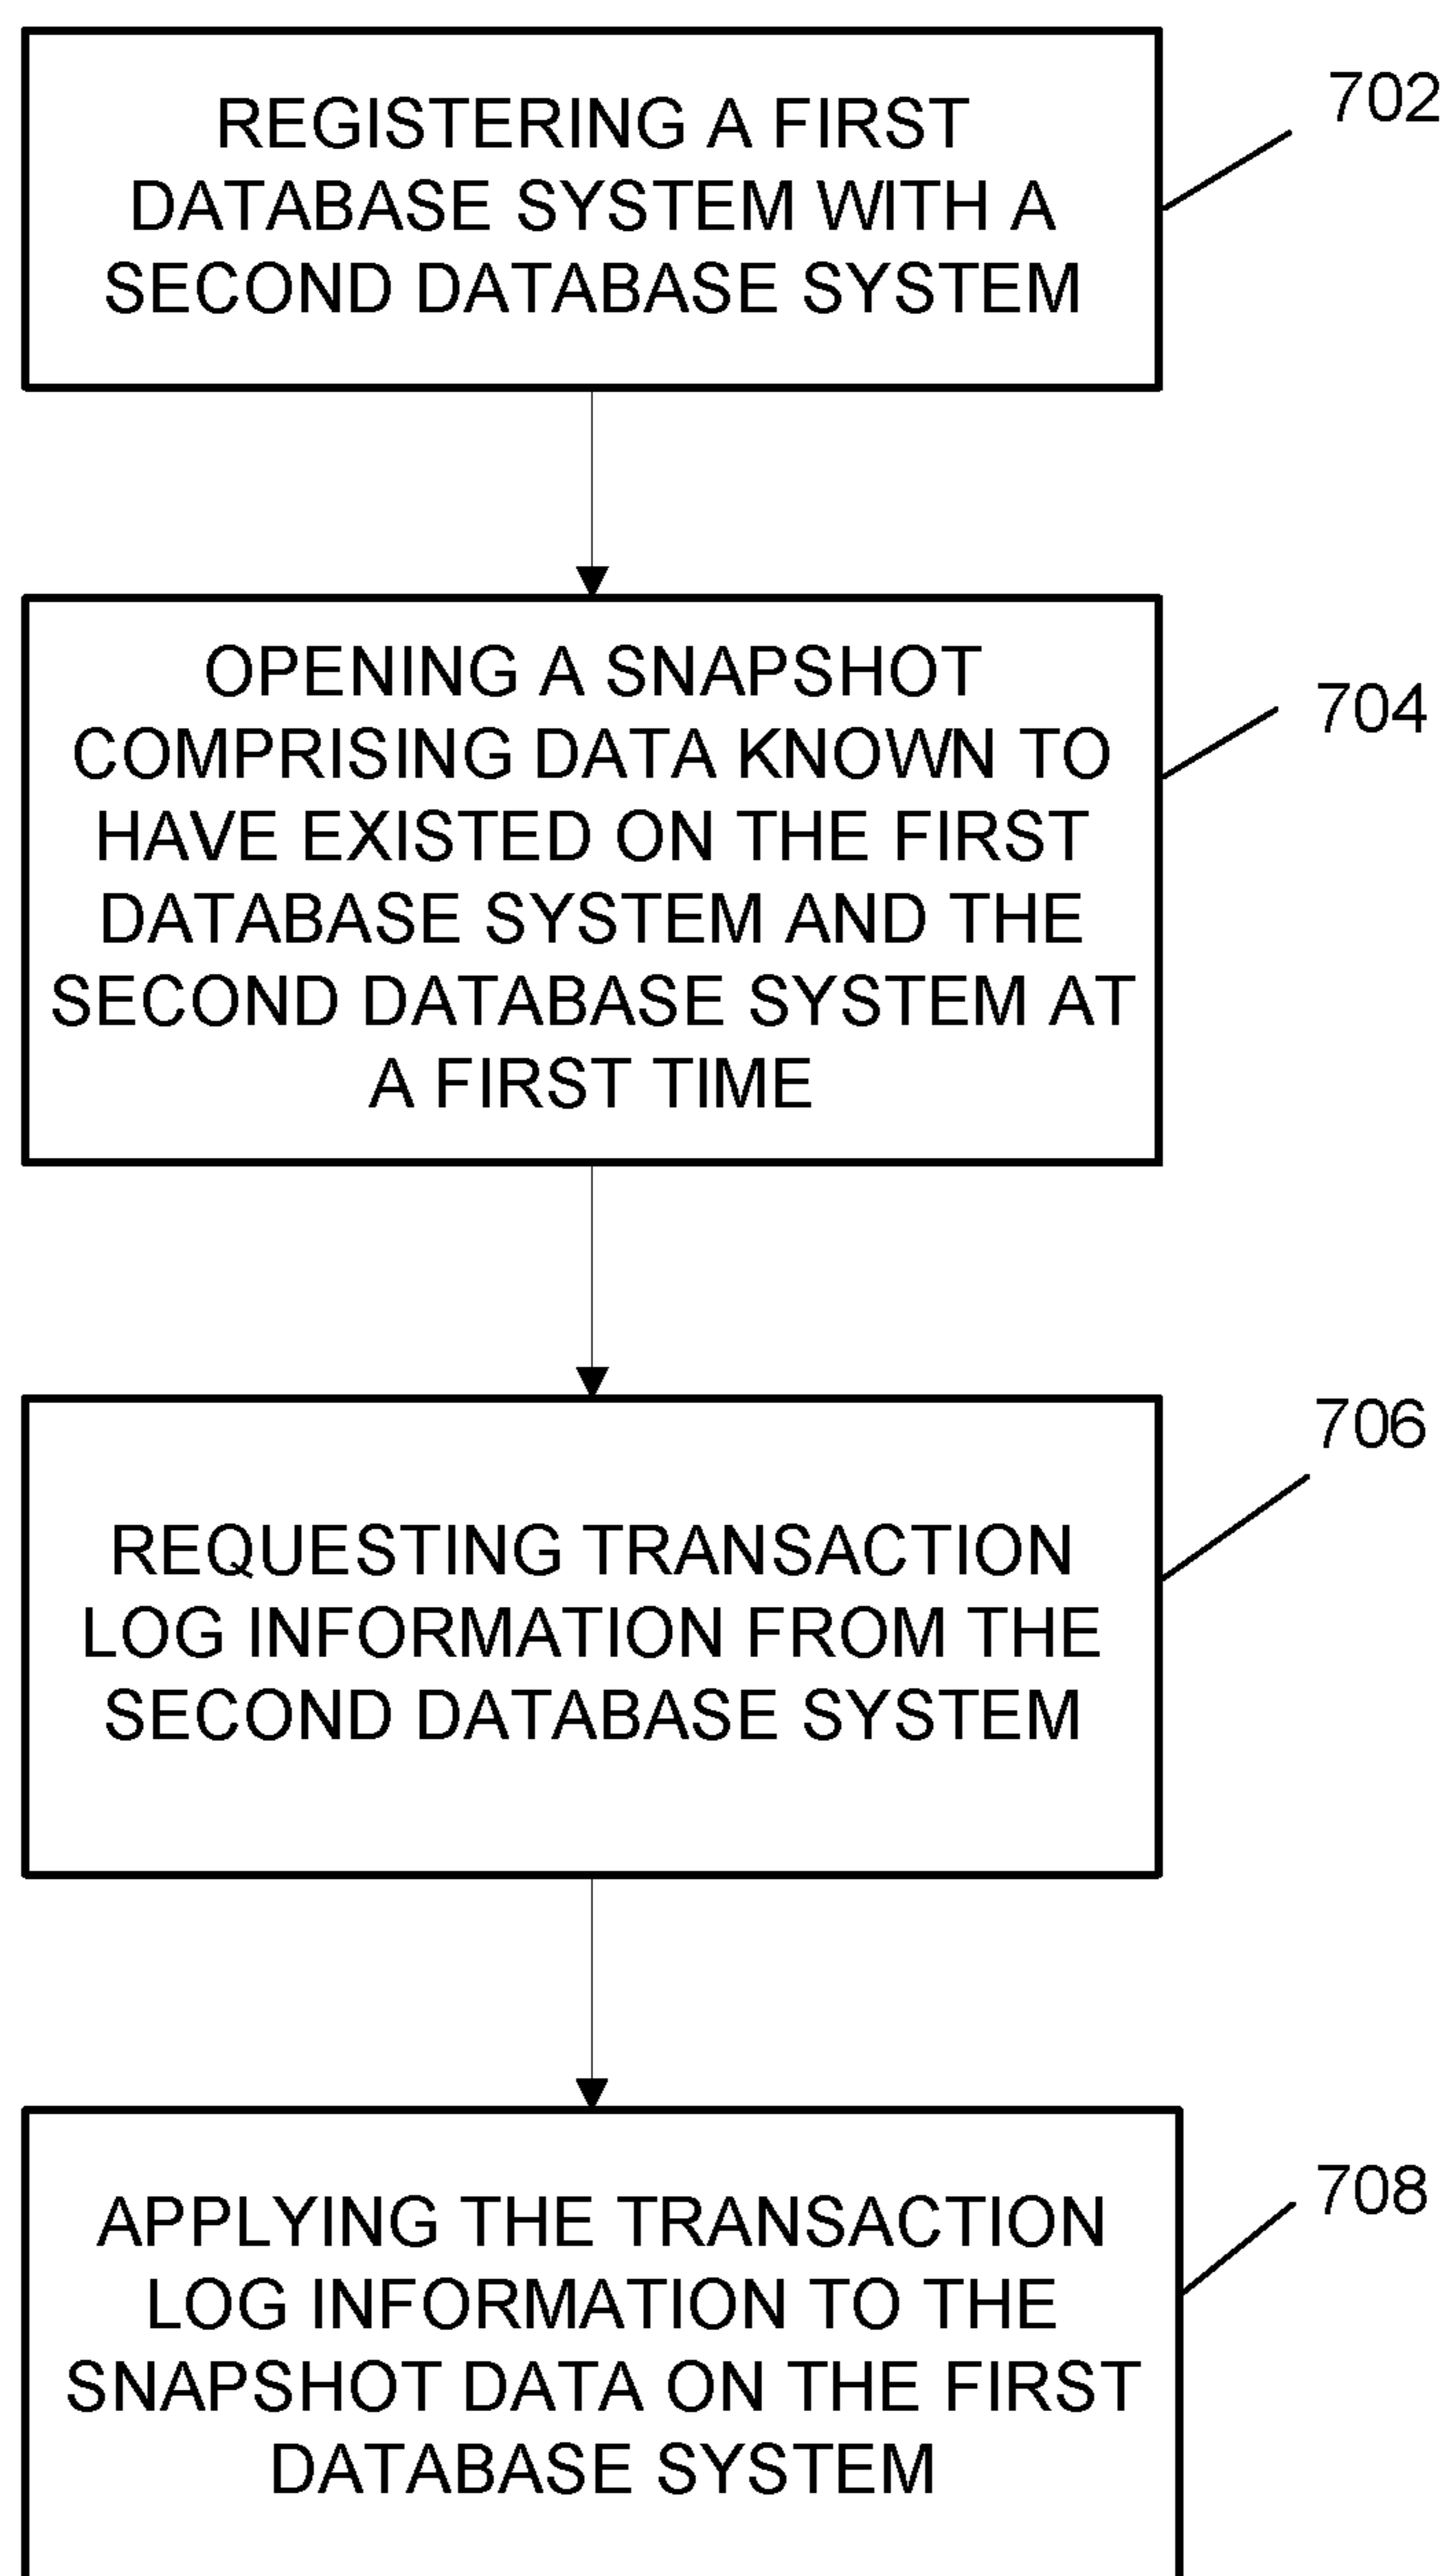 REGISTERING A FIRST
DATABASE SYSTEM WITH A
SECOND DATABASE SYSTEM
702
OPENING A SNAPSHOT
COMPRISING DATA KNOWN TO
HAVE EXISTED ON THE FIRST
DATABASE SYSTEM AND THE
SECOND DATABASE SYSTEM AT
A FIRST TIME
704
REQUESTING TRANSACTION
LOG INFORMATION FROM THE
SECOND DATABASE SYSTEM
706
APPLYING THE TRANSACTION
LOG INFORMATION TO THE
SNAPSHOT DATA ON THE FIRST
DATABASE SYSTEM
708